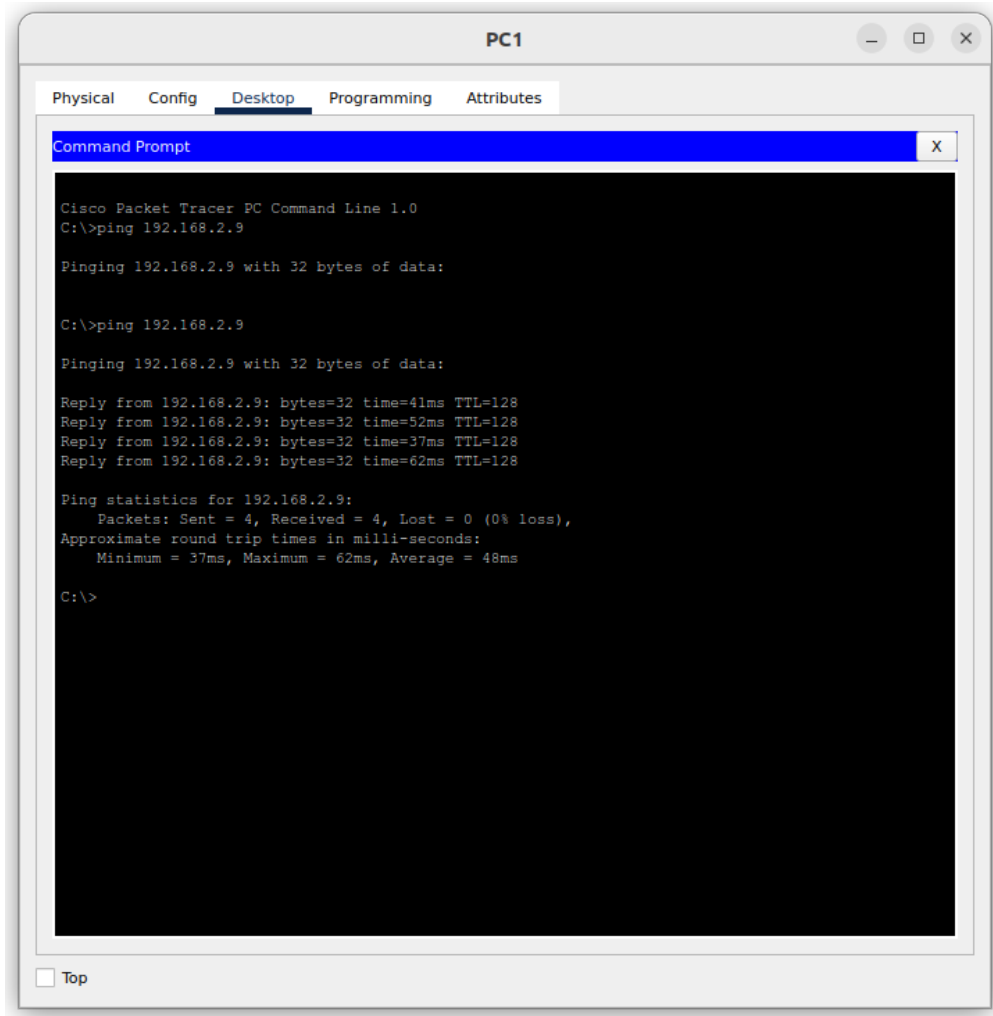 PC1
Physical Config Desktop Programming Attributes
Command Prompt X
Cisco Packet Tracer PC Command Line 1.0
C:\>ping 192.168.2.9
Pinging 192.168.2.9 with 32 bytes of data:
C:\>ping 192.168.2.9
Pinging 192.168.2.9 with 32 bytes of data:
Reply from 192.168.2.9: bytes=32 time=41ms TTL=128
Reply from 192.168.2.9: bytes=32 time=52ms TTL=128
Reply from 192.168.2.9: bytes=32 time=37ms TTL=128
Reply from 192.168.2.9: bytes=32 time=62ms TTL=128
Ping statistics for 192.168.2.9:
Packets: Sent = 4, Received = 4, Lost = 0 (0% loss),
Approximate round trip times in milli-seconds:
Minimum = 37ms, Maximum = 62ms, Average = 48ms
C:\>
Top